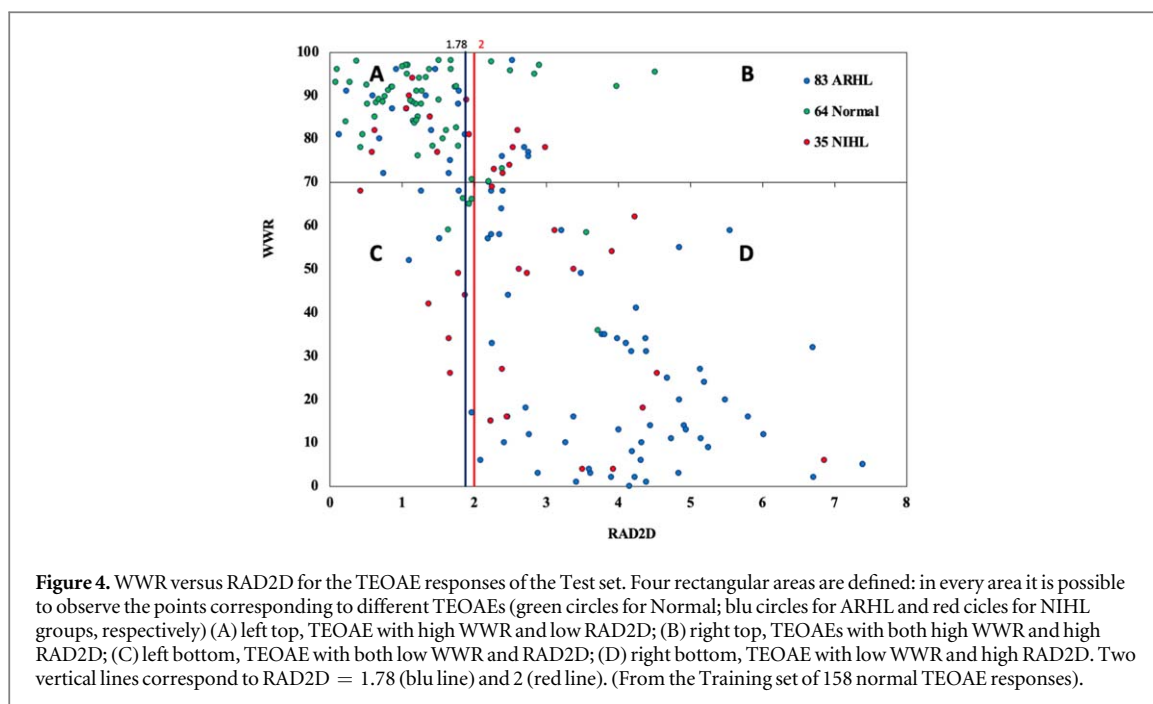 1.78 2
100
90
80
70
60
50
40
30
20
10
0
WWR
A
B
C
D
83 ARHL
64 Normal
35 NIHL
0 1 2 3 4 5 6 7 8
RAD2D
Figure 4. WWR versus RAD2D for the TEOAE responses of the Test set. Four rectangular areas are defined: in every area it is possible
to observe the points corresponding to different TEOAEs (green circles for Normal; blu circles for ARHL and red cicles for NIHL
groups, respectively) (A) left top, TEOAE with high WWR and low RAD2D; (B) right top, TEOAEs with both high WWR and high
RAD2D; (C) left bottom, TEOAE with both low WWR and RAD2D; (D) right bottom, TEOAE with low WWR and high RAD2D. Two
vertical lines correspond to RAD2D = 1.78 (blu line) and 2 (red line). (From the Training set of 158 normal TEOAE responses).